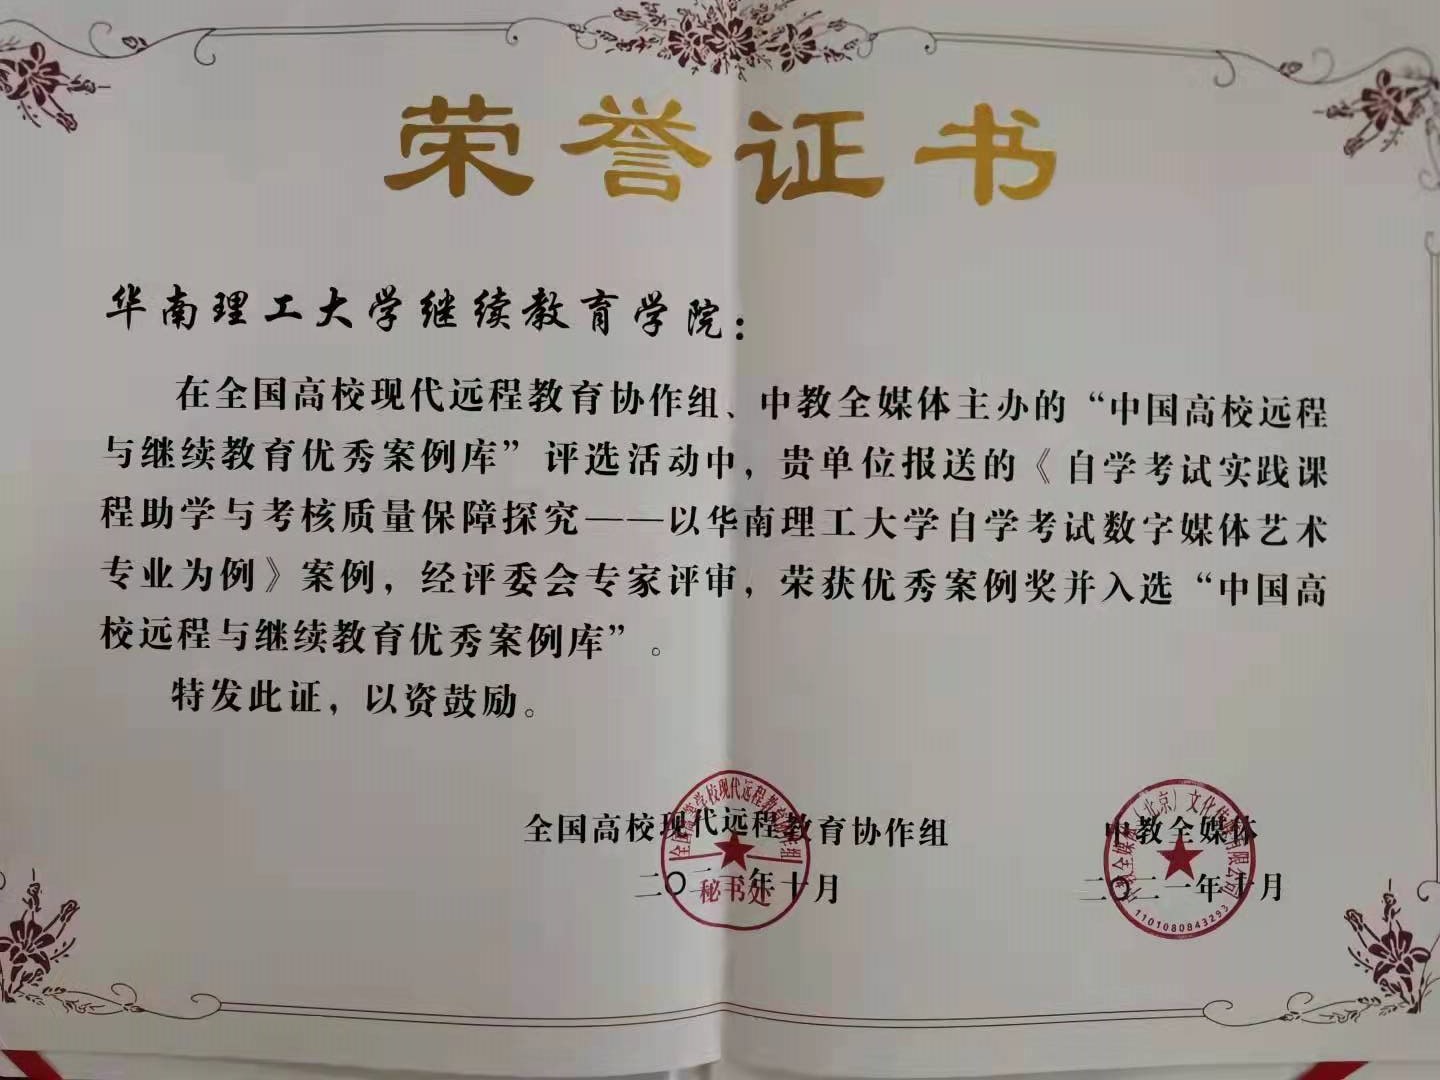 荣誉证书
华南理工大学继续教育学院：
在全国高校现代远程教育协作组、中教全媒体主办的“中国高校远程
与继续教育优秀案例库”评选活动中，贵单位报送的《自学考试实践课
程助学与考核质量保障探究——以华南理工大学自学考试数字媒体艺术
专业为例》案例，经评委会专家评审，荣获优秀案例奖并入选“中国高
校远程与继续教育优秀案例库”。
特发此证，以资鼓励。
全国高校现代远程教育协作组
二〇二一年十月
秘书处
中教全媒体
二〇二一年十月
1101080843293